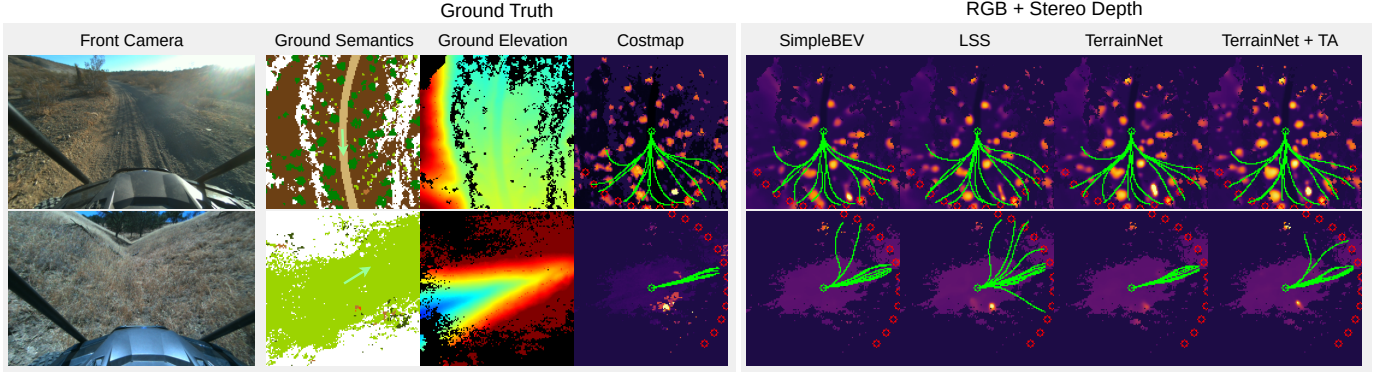 Ground Truth
RGB + Stereo Depth
Front Camera
Ground Semantics
Ground Elevation
Costmap
SimpleBEV
LSS
TerrainNet
TerrainNet + TA